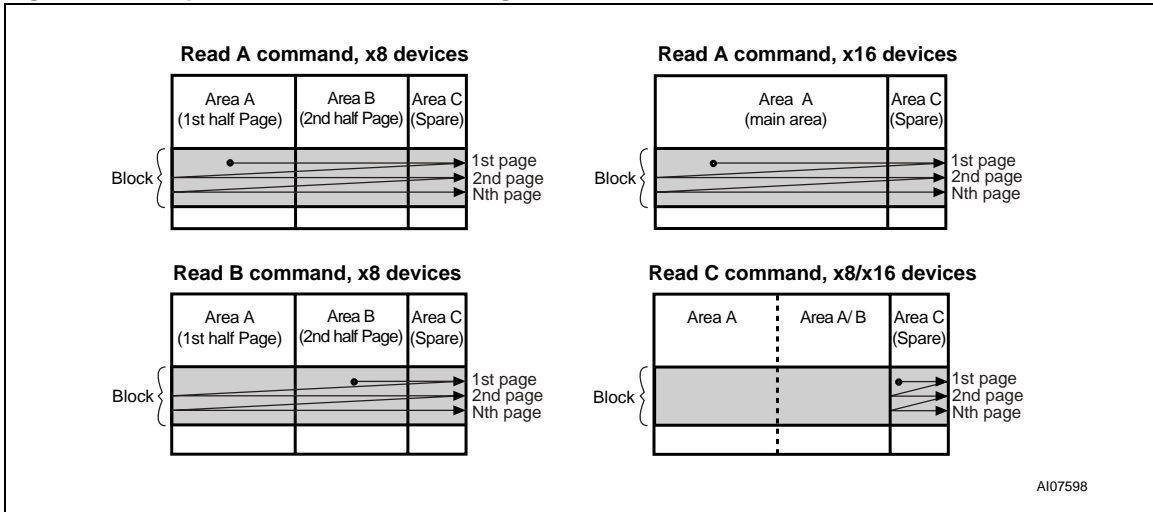 Read A command, x8 devices
Area A
(1st half Page)
Area B
(2nd half Page)
Area C
(Spare)
Block
1st page
2nd page
Nth page
Read A command, x16 devices
Area A
(main area)
Area C
(Spare)
Block
1st page
2nd page
Nth page
Read B command, x8 devices
Area A
(1st half Page)
Area B
(2nd half Page)
Area C
(Spare)
Block
1st page
2nd page
Nth page
Read C command, x8/x16 devices
Area A
Area A/ B
Area C
(Spare)
Block
1st page
2nd page
Nth page
AI07598